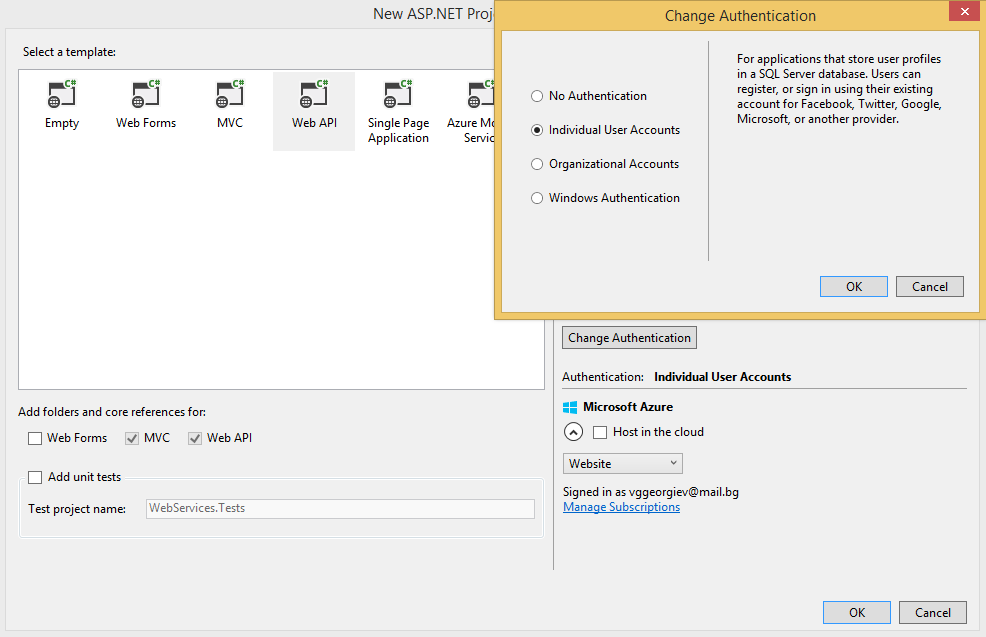 New ASP.NET Proj
Select a template:
C#
C#
C#
C#
C#
C#
Empty
Web Forms
MVC
Web API
Single Page
Application
Azure Mo
Servic
Add folders and core references for:
Web Forms
MVC
Web API
Add unit tests
Test project name:
WebServices.Tests
Change Authentication
No Authentication
Individual User Accounts
Organizational Accounts
Windows Authentication
For applications that store user profiles
in a SQL Server database. Users can
register, or sign in using their existing
account for Facebook, Twitter, Google,
Microsoft, or another provider.
OK
Cancel
Change Authentication
Authentication: Individual User Accounts
Microsoft Azure
Host in the cloud
Website
Signed in as vggeorgiev@mail.bg
Manage Subscriptions
OK
Cancel